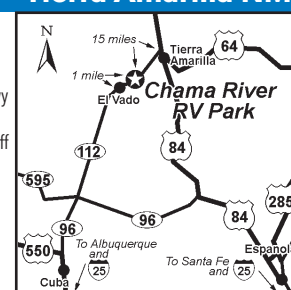 N
15 miles
Tierra
Amarilla
64
1 mile
El Vado
Chama River
RV Park
84
112
595
96
84
285
96
550
To Albuquerque
and
25
To Santa Fe
and
25
Cuba